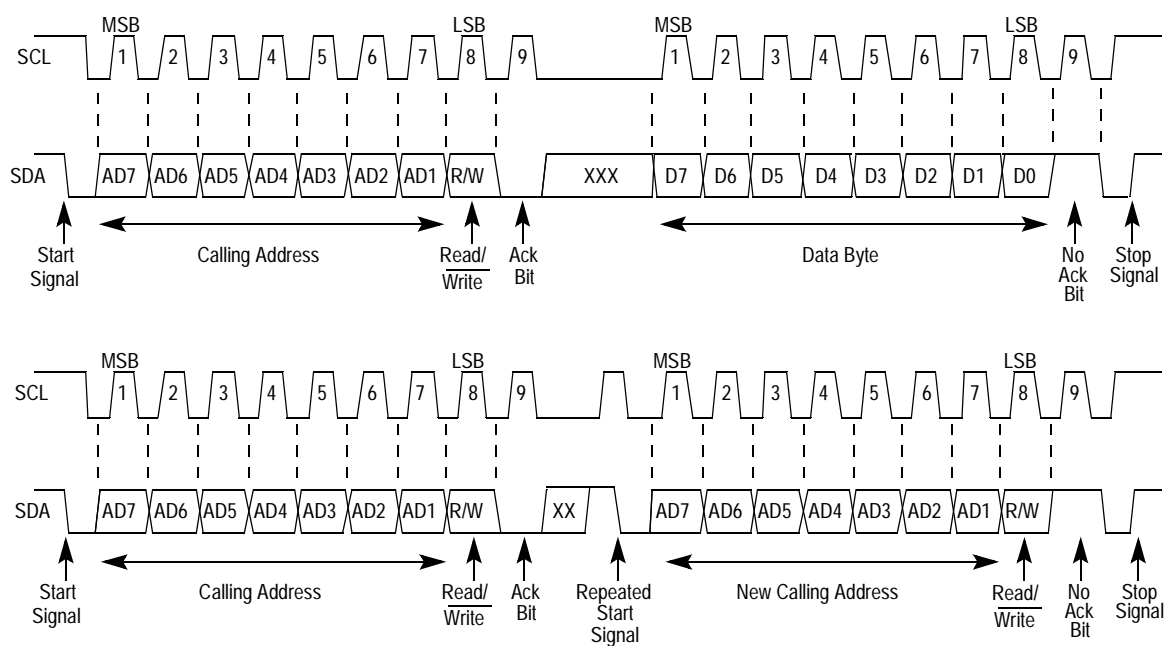 MSB LSB MSB LSB
SCL 1 2 3 4 5 6 7 8 9 1 2 3 4 5 6 7 8 9
SDA AD7 AD6 AD5 AD4 AD3 AD2 AD1 R/W XXX D7 D6 D5 D4 D3 D2 D1 D0
Start
Signal
Calling Address
Read/
Write
Ack
Bit
Data Byte
No
Ack
Bit
Stop
Signal
MSB LSB MSB LSB
SCL 1 2 3 4 5 6 7 8 9 1 2 3 4 5 6 7 8 9
SDA AD7 AD6 AD5 AD4 AD3 AD2 AD1 R/W XX AD7 AD6 AD5 AD4 AD3 AD2 AD1 R/W
Start
Signal
Calling Address
Read/
Write
Ack
Bit
Repeated
Start
Signal
New Calling Address
Read/
Write
No
Ack
Bit
Stop
Signal